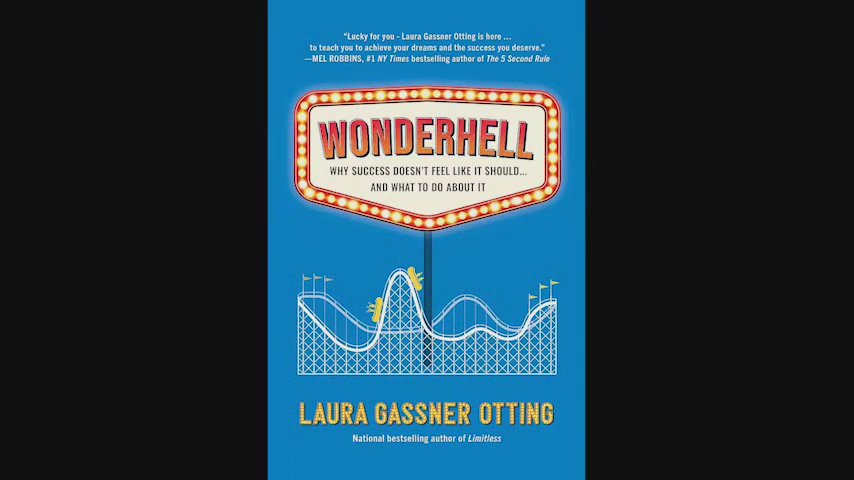 “Lucky for you - Laura Gassner Otting is here ...
to teach you to achieve your dreams and the success you deserve.”
—MEL ROBBINS, #1 NY Times bestselling author of The 5 Second Rule
WONDERHELL
WHY SUCCESS DOESN’T FEEL LIKE IT SHOULD...
AND WHAT TO DO ABOUT IT
LAURA GASSNER OTTING
National bestselling author of Limitless